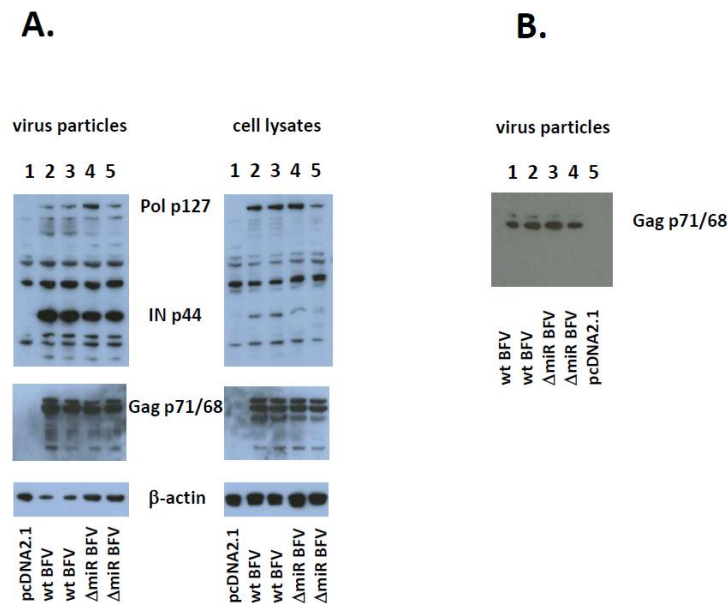 A.
B.
virus particles
cell lysates
virus particles
1 2 3 4 5
1 2 3 4 5
1 2 3 4 5
Pol p127
Gag p71/68
IN p44
Gag p71/68
β-actin
pcDNA2.1
wt BFV
wt BFV
ΔmiR BFV
ΔmiR BFV
pcDNA2.1
wt BFV
wt BFV
ΔmiR BFV
ΔmiR BFV
wt BFV
wt BFV
ΔmiR BFV
ΔmiR BFV
pcDNA2.1